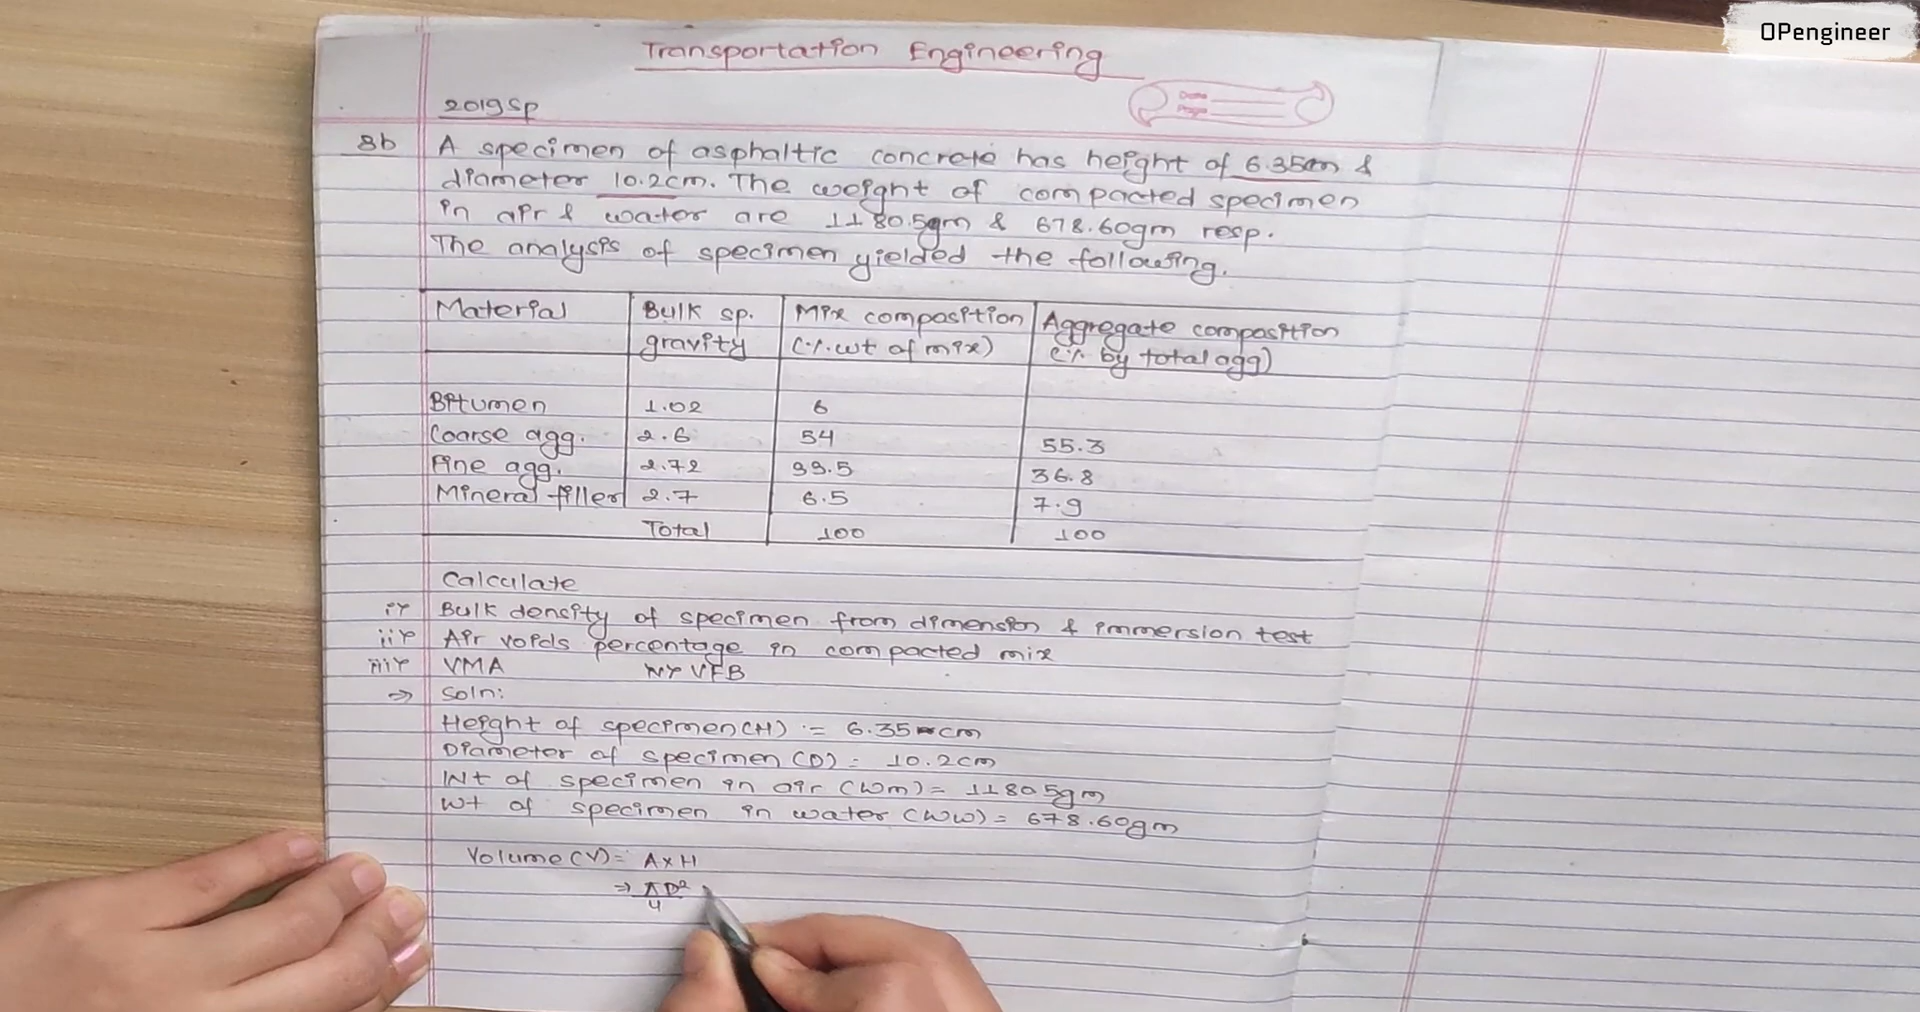 OPengineer
Transportation Engineering
Date
Page
2019 sp
8b A specimen of asphaltic concrete has height of 6.35cm &
diameter 10.2cm. The weight of compacted specimen
in air & water are 1180.5gm & 678.60gm resp.
The analysis of specimen yielded the following.
Material Bulk sp. gravity Mix composition (% wt of mix) Aggregate composition (% by total agg)
Bitumen 1.02 6
Coarse agg. 2.6 54 55.3
Fine agg. 2.72 33.5 36.8
Mineral filler 2.7 6.5 7.9
Total 100 100
Calculate
i> Bulk density of specimen from dimension & immersion test
ii> Air voids percentage in compacted mix
iii> VMA iv> VFB
⇒ Soln:
Height of specimen (H) = 6.35 cm
Diameter of specimen (D) = 10.2cm
Wt of specimen in air (Wm) = 1180.5gm
Wt of specimen in water (Ww) = 678.60gm
Volume (V) = A×H
⇒ πD²/4